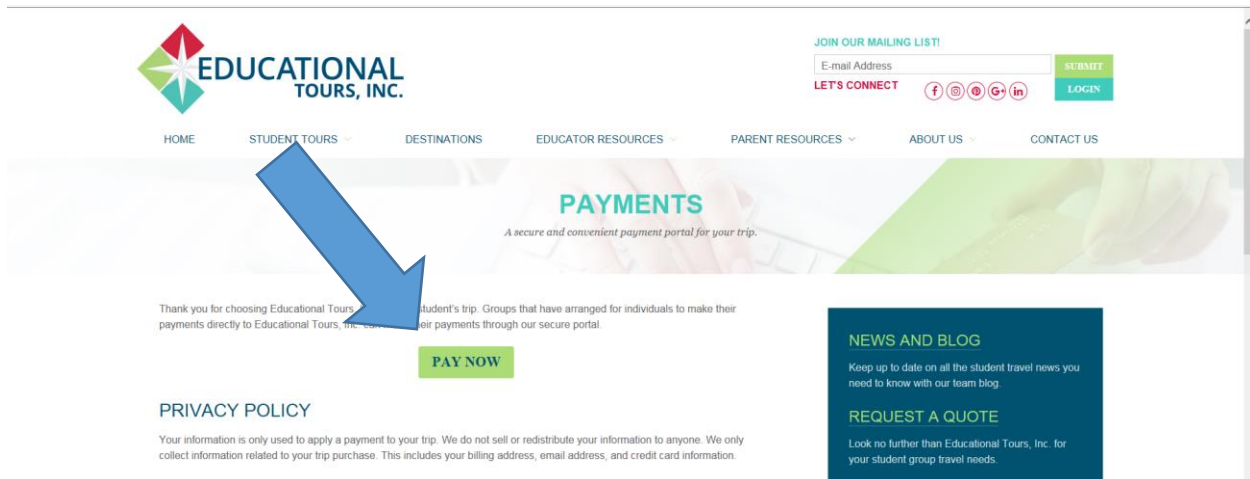 EDUCATIONAL
TOURS, INC.
JOIN OUR MAILING LIST!
E-mail Address
SUBMIT
LET'S CONNECT
LOGIN
HOME STUDENT TOURS DESTINATIONS EDUCATOR RESOURCES PARENT RESOURCES ABOUT US CONTACT US
PAYMENTS
A secure and convenient payment portal for your trip.
Thank you for choosing Educational Tours, student's trip. Groups that have arranged for individuals to make their
payments directly to Educational Tours, their payments through our secure portal.
PAY NOW
PRIVACY POLICY
Your information is only used to apply a payment to your trip. We do not sell or redistribute your information to anyone. We only
collect information related to your trip purchase. This includes your billing address, email address, and credit card information.
NEWS AND BLOG
Keep up to date on all the student travel news you
need to know with our team blog.
REQUEST A QUOTE
Look no further than Educational Tours, Inc. for
your student group travel needs.